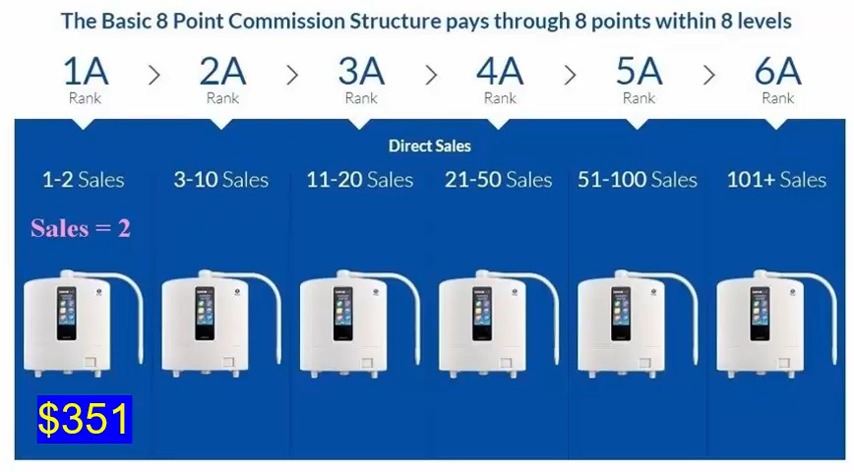 The Basic 8 Point Commission Structure pays through 8 points within 8 levels
1A > 2A > 3A > 4A > 5A > 6A
Rank Rank Rank Rank Rank Rank
Direct Sales
1-2 Sales 3-10 Sales 11-20 Sales 21-50 Sales 51-100 Sales 101+ Sales
Sales = 2
$351